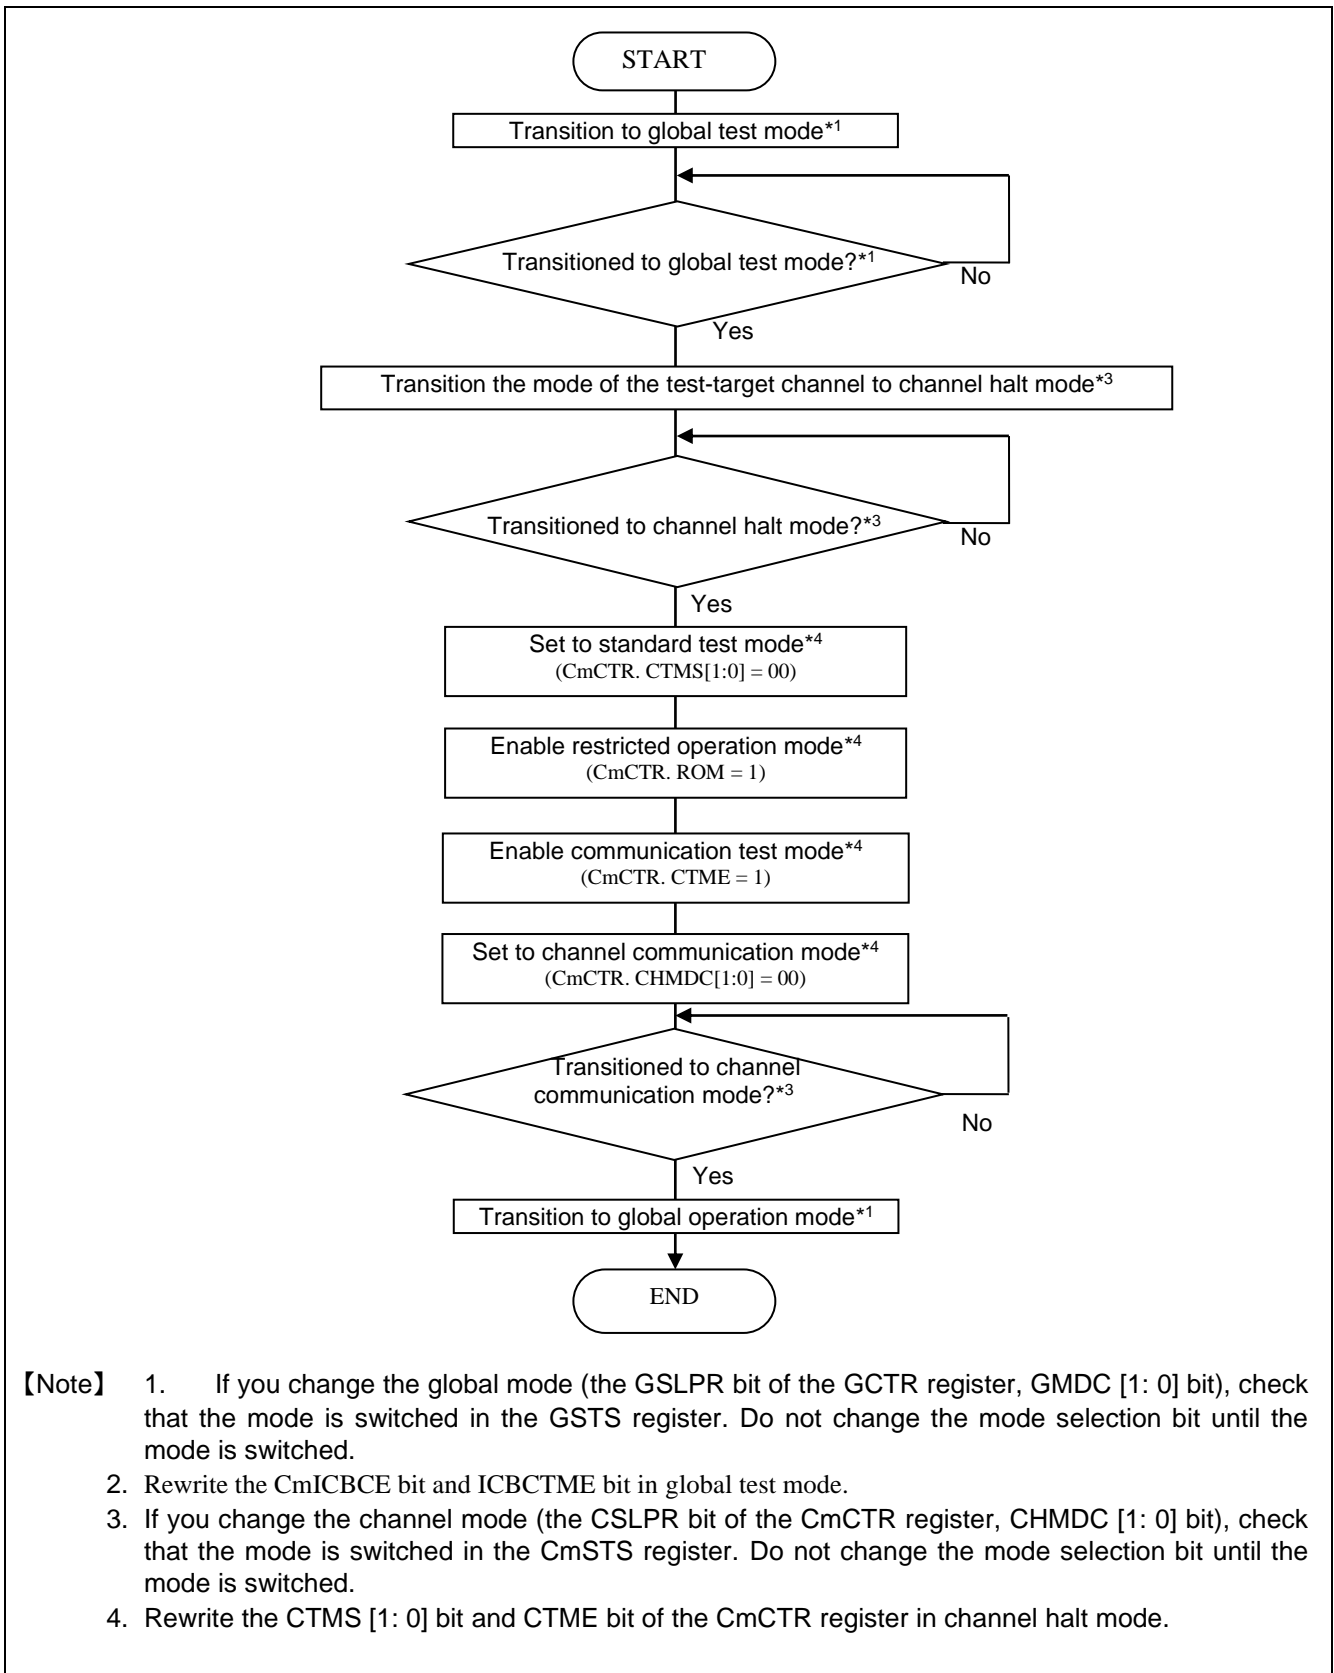 START
Transition to global test mode*1
Transitioned to global test mode?*1
No
Yes
Transition the mode of the test-target channel to channel halt mode*3
Transitioned to channel halt mode?*3
No
Yes
Set to standard test mode*4
(CmCTR. CTMS[1:0] = 00)
Enable restricted operation mode*4
(CmCTR. ROM = 1)
Enable communication test mode*4
(CmCTR. CTME = 1)
Set to channel communication mode*4
(CmCTR. CHMDC[1:0] = 00)
Transitioned to channel
communication mode?*3
No
Yes
Transition to global operation mode*1
END
【Note】 1. If you change the global mode (the GSLPR bit of the GCTR register, GMDC [1: 0] bit), check
that the mode is switched in the GSTS register. Do not change the mode selection bit until the
mode is switched.
2. Rewrite the CmICBCE bit and ICBCTME bit in global test mode.
3. If you change the channel mode (the CSLPR bit of the CmCTR register, CHMDC [1: 0] bit), check
that the mode is switched in the CmSTS register. Do not change the mode selection bit until the
mode is switched.
4. Rewrite the CTMS [1: 0] bit and CTME bit of the CmCTR register in channel halt mode.